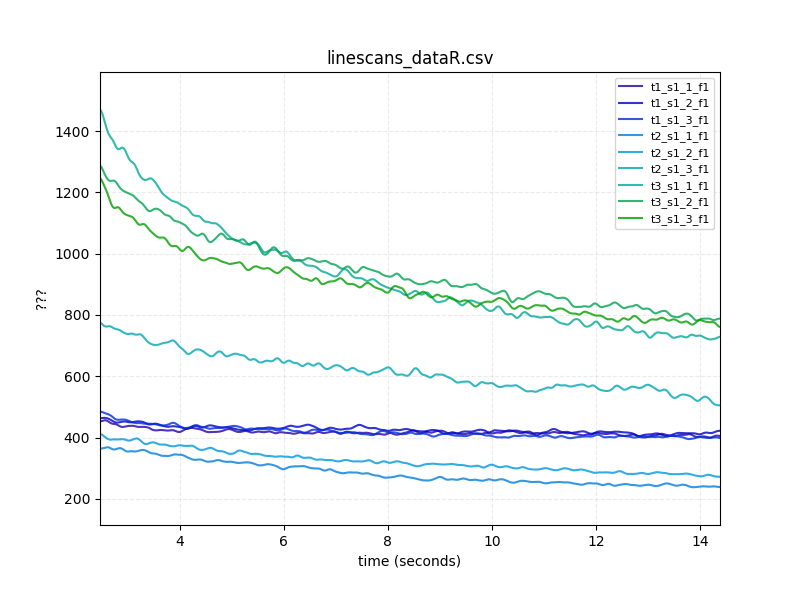 linescans_dataR.csv
t1_s1_1_f1
t1_s1_2_f1
t1_s1_3_f1
t2_s1_1_f1
t2_s1_2_f1
t2_s1_3_f1
t3_s1_1_f1
t3_s1_2_f1
t3_s1_3_f1
???
1400
1200
1000
800
600
400
200
4 6 8 10 12 14
time (seconds)